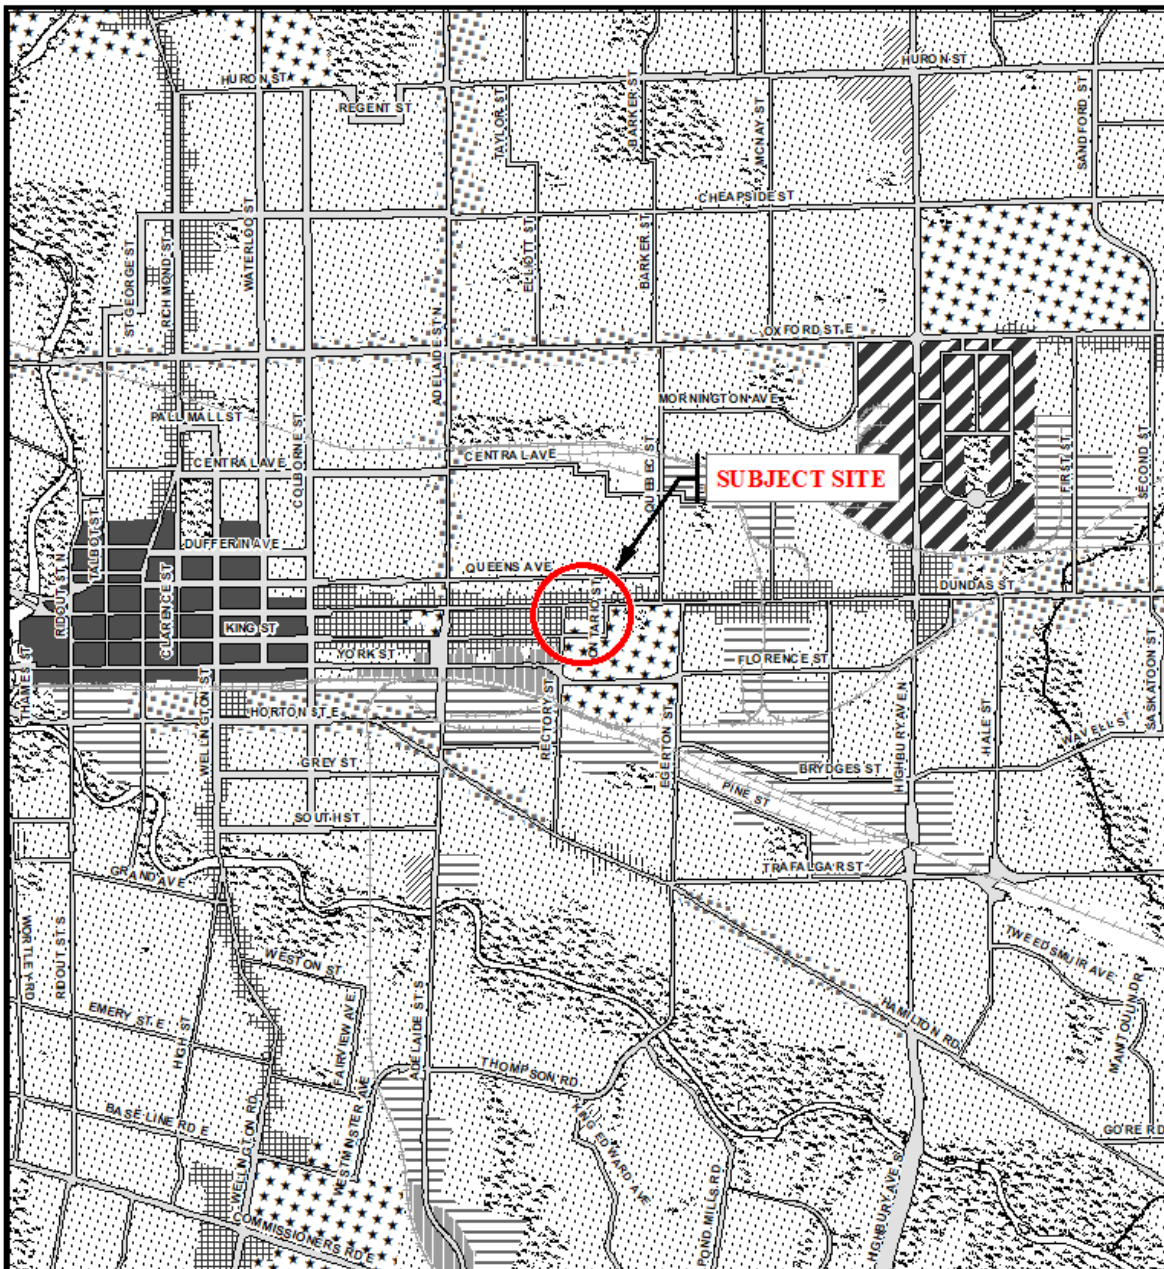 HURON ST
HURON ST
REGENT ST
TAYLOR ST
BARKER ST
MCNAY ST
SANDFORD ST
CHEAPSIDE ST
ST GEORGE ST
RICHMOND ST
WATERLOO ST
ELLIOTT ST
BARKER ST
ADELAIDE ST N
OXFORD ST E
MORNINGTON AVE
PALL MALL ST
COLBORNE ST
CENTRAL AVE
CENTRAL AVE
QUEBEC ST
SUBJECT SITE
FIRST ST
SECOND ST
TALBOT ST
DUFFERIN AVE
QUEENS AVE
DUNDAS ST
RIDOUT ST N
CLARENCE ST
KING ST
ONTARIO ST
YORK ST
FLORENCE ST
THAMES ST
WELLINGTON ST
HORTON ST E
RECTORY ST
EGERTON ST
HIGHBURY AVE N
HALE ST
SASKATOON ST
WAVELL ST
GREY ST
BRYDGES ST
PINE ST
SOUTH ST
TRAFALGAR ST
GRAND AVE
WORTLEY RD
RIDOUT ST S
WESTON ST
TWEEDSMUIR AVE
EMERY ST E
HIGH ST
FAIRVIEW AVE
ADELAIDE ST S
HAMILTON RD
MANITOULIN DR
THOMPSON RD
BASE LINE RD E
WELLINGTON RD
WESTMINSTER AVE
KING EDWARD AVE
GORE RD
POND MILLS RD
HIGHBURY AVE S
COMMISSIONERS RD E